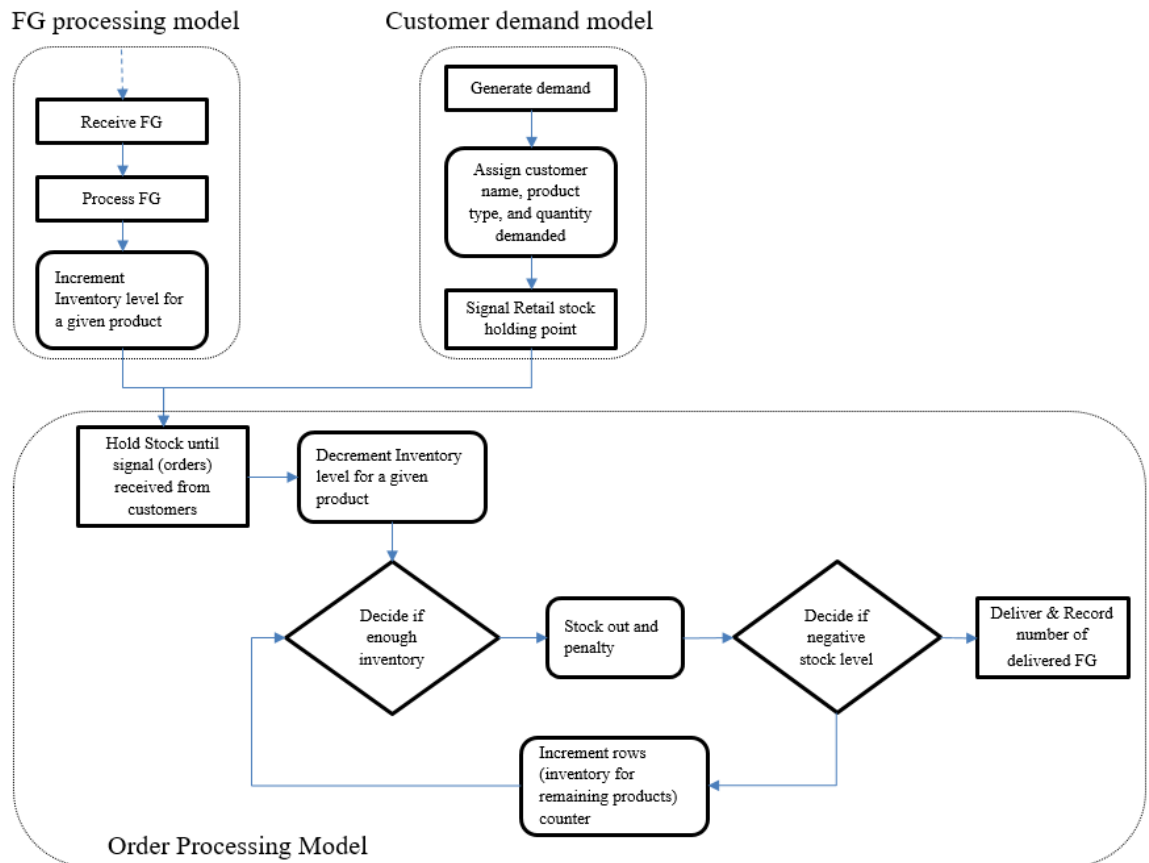 FG processing model
Customer demand model
Receive FG
Process FG
Increment
Inventory level for
a given product
Generate demand
Assign customer
name, product
type, and quantity
demanded
Signal Retail stock
holding point
Hold Stock until
signal (orders)
received from
customers
Decrement Inventory
level for a given
product
Decide if
enough
inventory
Stock out and
penalty
Decide if
negative
stock level
Deliver & Record
number of
delivered FG
Increment rows
(inventory for
remaining products)
counter
Order Processing Model